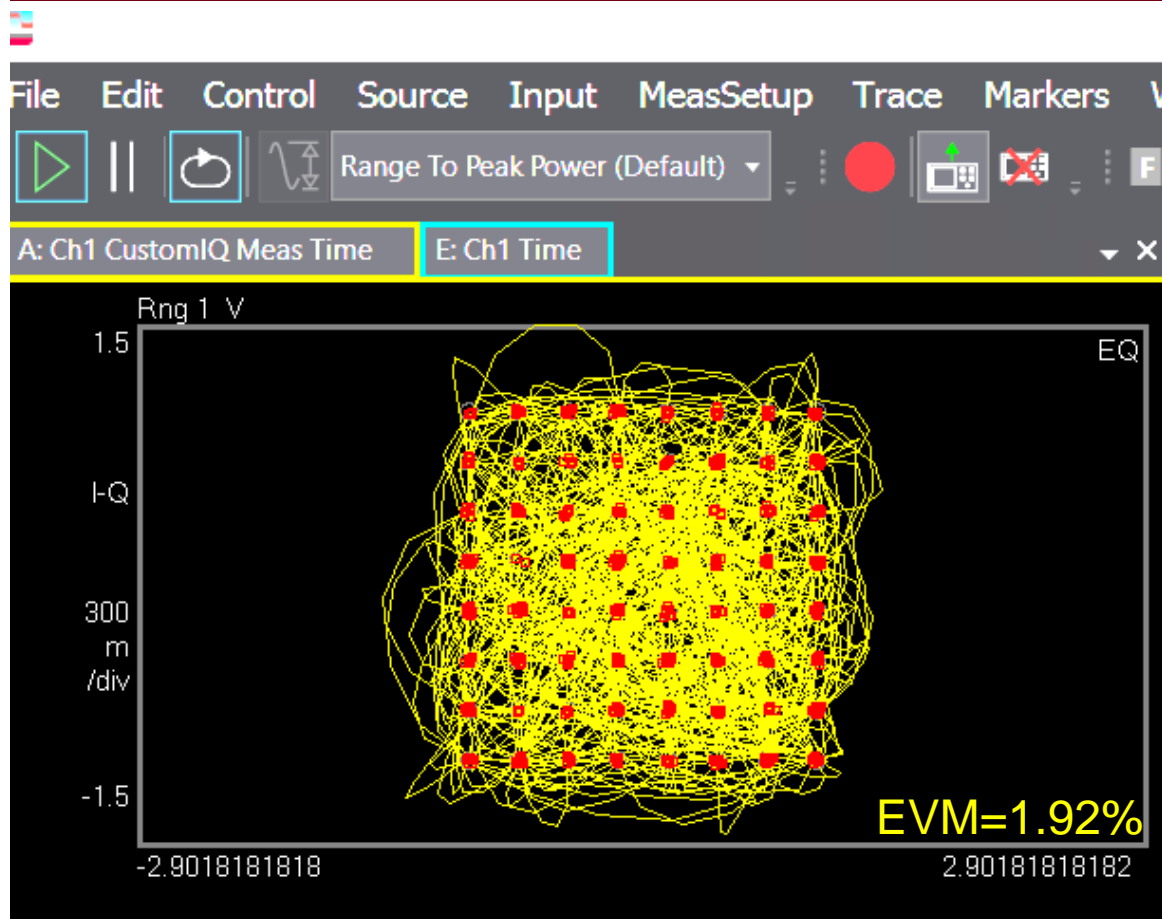 File Edit Control Source Input MeasSetup Trace Markers
Range To Peak Power (Default)
F
A: Ch1 CustomIQ Meas Time E: Ch1 Time
Rng 1 V
1.5
EQ
I-Q
300
m
/div
-1.5
EVM=1.92%
-2.9018181818 2.90181818182